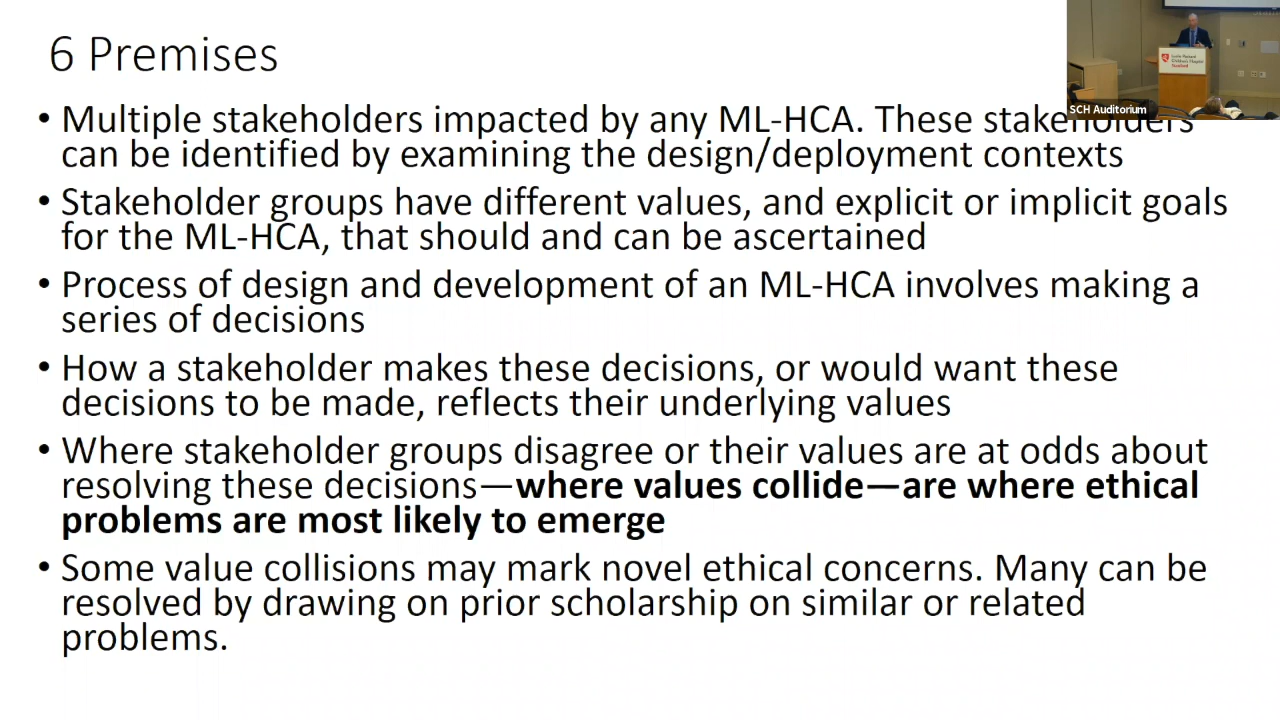 6 Premises
SCH Auditorium
• Multiple stakeholders impacted by any ML-HCA. These stakeholders
can be identified by examining the design/deployment contexts
• Stakeholder groups have different values, and explicit or implicit goals
for the ML-HCA, that should and can be ascertained
• Process of design and development of an ML-HCA involves making a
series of decisions
• How a stakeholder makes these decisions, or would want these
decisions to be made, reflects their underlying values
• Where stakeholder groups disagree or their values are at odds about
resolving these decisions—where values collide—are where ethical
problems are most likely to emerge
• Some value collisions may mark novel ethical concerns. Many can be
resolved by drawing on prior scholarship on similar or related
problems.